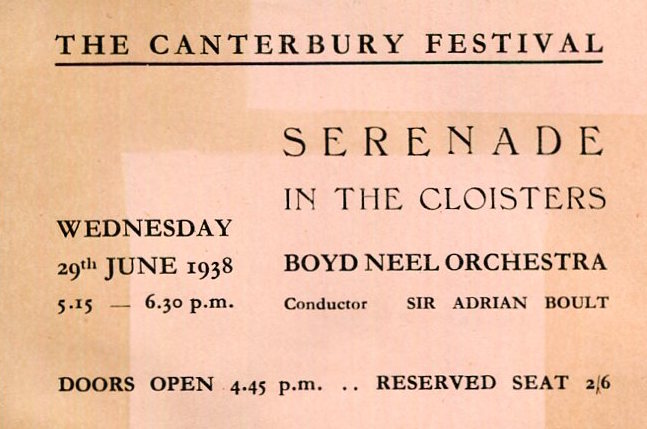 THE CANTERBURY FESTIVAL
SERENADE
IN THE CLOISTERS
WEDNESDAY
29th JUNE 1938
5.15 — 6.30 p.m.
BOYD NEEL ORCHESTRA
Conductor SIR ADRIAN BOULT
DOORS OPEN 4.45 p.m. .. RESERVED SEAT 2/6